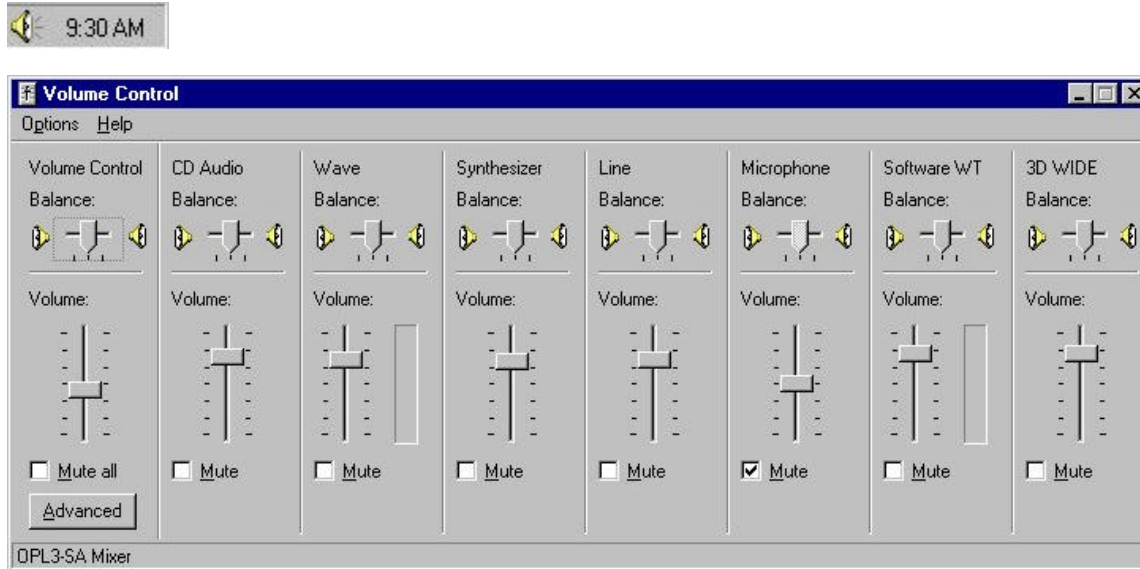 9:30 AM
Volume Control
Options Help
Volume Control CD Audio Wave Synthesizer Line Microphone Software WT 3D WIDE
Balance: Balance: Balance: Balance: Balance: Balance: Balance: Balance:
Volume: Volume: Volume: Volume: Volume: Volume: Volume: Volume:
Mute all Mute Mute Mute Mute Mute Mute Mute
Advanced
OPL3-SA Mixer